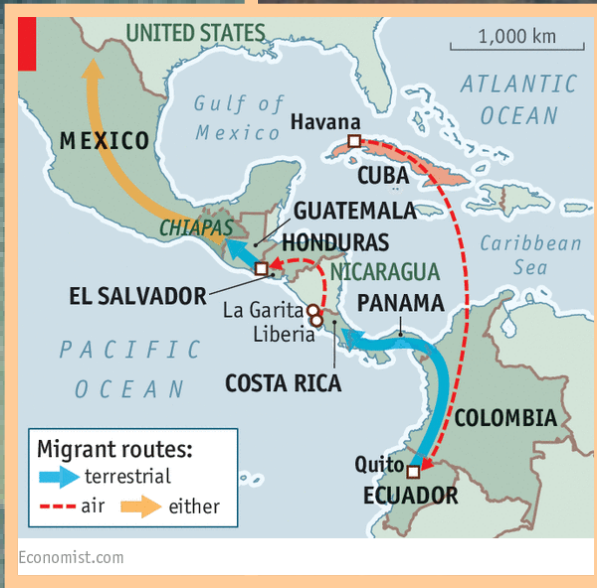 UNITED STATES
1,000 km
ATLANTIC
OCEAN
Gulf of
Mexico
Havana
MEXICO
CUBA
GUATEMALA
CHIAPAS
HONDURAS
Caribbean
Sea
NICARAGUA
EL SALVADOR
La Garita
Liberia
PANAMA
PACIFIC
OCEAN
COSTA RICA
COLOMBIA
Quito
ECUADOR
Migrant routes:
terrestrial
air either
Economist.com